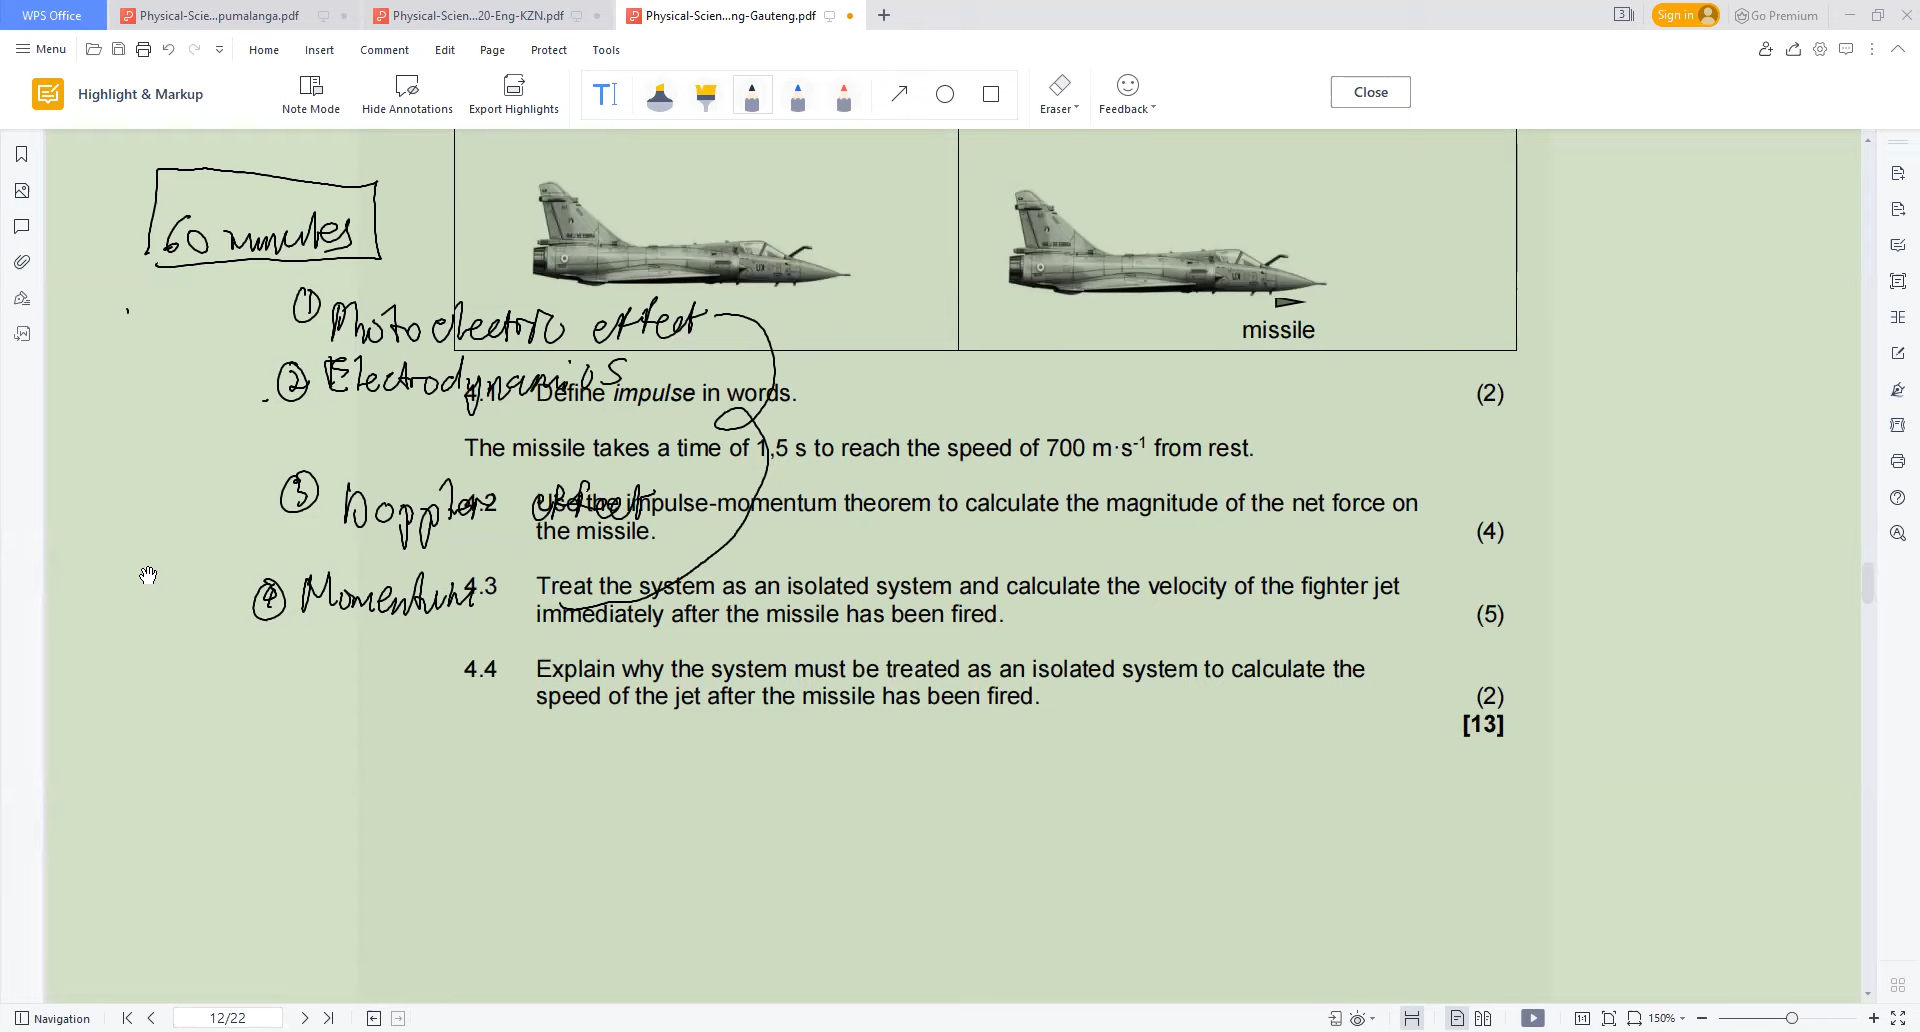 WPS Office
Physical-Scie...pumalanga.pdf
Physical-Scien...20-Eng-KZN.pdf
Physical-Scien...ng-Gauteng.pdf
3
Sign in
Go Premium
Menu
Home Insert Comment Edit Page Protect Tools
Highlight & Markup
Note Mode
Hide Annotations
Export Highlights
Eraser
Feedback
Close
60 minutes
① Photoelectric effect
② Electrodynamics
③ Doppler effect
④ Momentum
missile
4.1 Define impulse in words. (2)
The missile takes a time of 1,5 s to reach the speed of 700 m·s⁻¹ from rest.
4.2 Use the impulse-momentum theorem to calculate the magnitude of the net force on
the missile. (4)
4.3 Treat the system as an isolated system and calculate the velocity of the fighter jet
immediately after the missile has been fired. (5)
4.4 Explain why the system must be treated as an isolated system to calculate the
speed of the jet after the missile has been fired. (2)
[13]
Navigation
12/22
1:1
150%